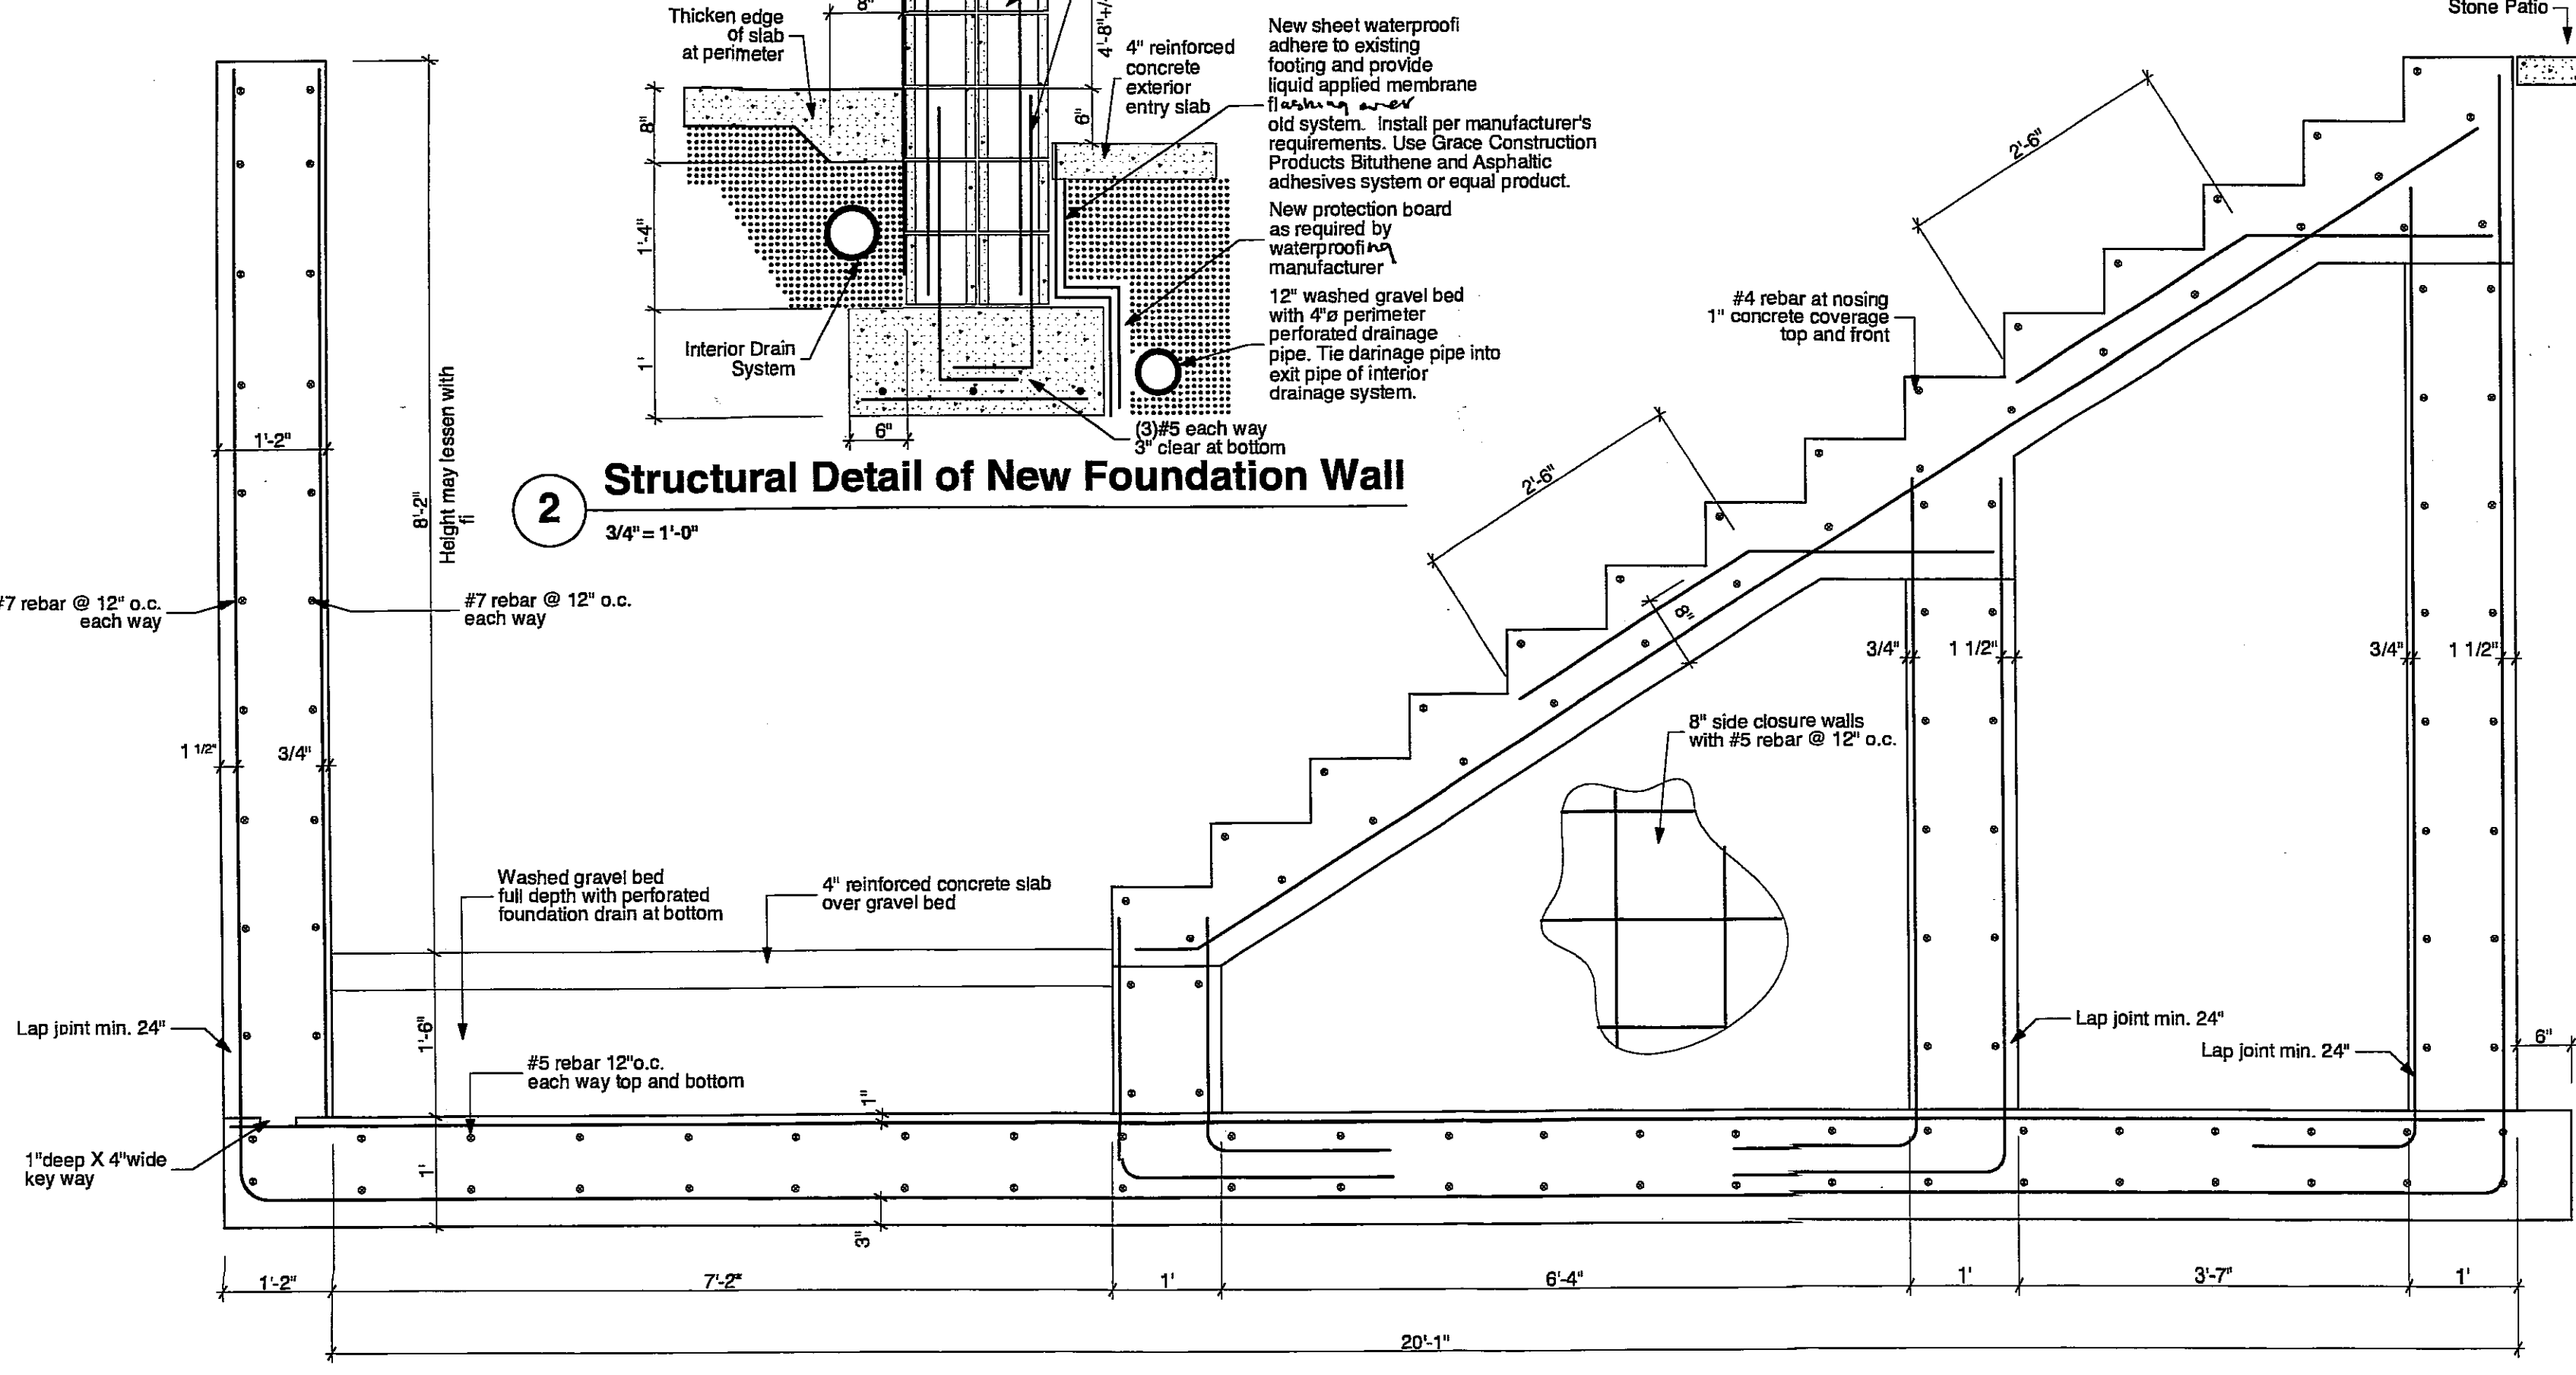 Stone Patio
Thicken edge
of slab
at perimeter
8"
4'-8"+/
4" reinforced
concrete
exterior
entry slab
New sheet waterproofi
adhere to existing
footing and provide
liquid applied membrane
flashing over
old system. Install per manufacturer's
requirements. Use Grace Construction
Products Bituthene and Asphaltic
adhesives system or equal product.
8"
6"
1'-4"
1'
New protection board
as required by
waterproofing
manufacturer
12" washed gravel bed
with 4"ø perimeter
perforated drainage
pipe. Tie darinage pipe into
exit pipe of interior
drainage system.
Interior Drain
System
6"
(3)#5 each way
3" clear at bottom
2 Structural Detail of New Foundation Wall
3/4" = 1'-0"
2'-6"
#4 rebar at nosing
1" concrete coverage
top and front
2'-6"
8"
1'-2"
8'-2"
Height may lessen with
fi
#7 rebar @ 12" o.c.
each way
#7 rebar @ 12" o.c.
each way
3/4" 1 1/2"
3/4" 1 1/2"
1 1/2" 3/4"
8" side closure walls
with #5 rebar @ 12" o.c.
Washed gravel bed
full depth with perforated
foundation drain at bottom
4" reinforced concrete slab
over gravel bed
Lap joint min. 24"
1'-6"
#5 rebar 12"o.c.
each way top and bottom
Lap joint min. 24"
Lap joint min. 24"
6"
1"
1"deep X 4"wide
key way
1'
3"
1'-2" 7'-2" 1' 6'-4" 1' 3'-7" 1'
20'-1"